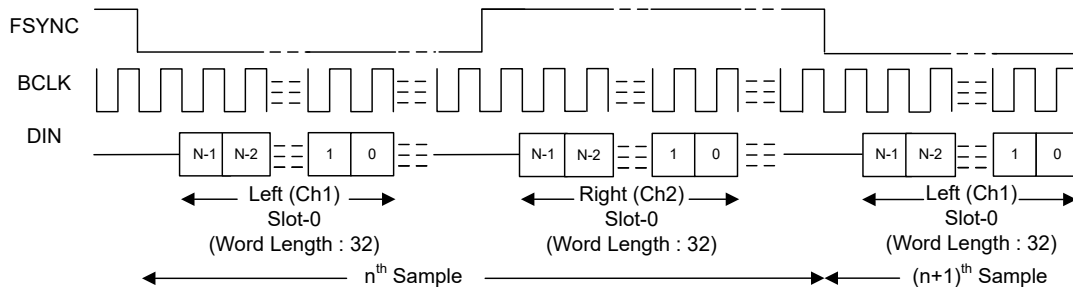 FSYNC
BCLK
DIN
N-1 N-2 1 0 N-1 N-2 1 0 N-1 N-2 1 0
Left (Ch1) Right (Ch2) Left (Ch1)
Slot-0 Slot-0 Slot-0
(Word Length : 32) (Word Length : 32) (Word Length : 32)
nth Sample (n+1)th Sample